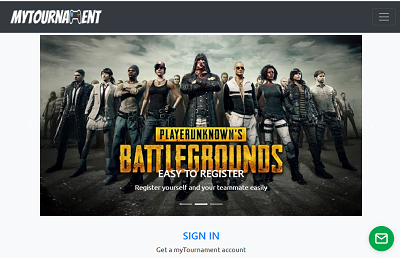 MYTOURNAMENT
PLAYERUNKNOWN'S
BATTLEGROUNDS
EASY TO REGISTER
Register yourself and your teammate easily
SIGN IN
Get a myTournament account